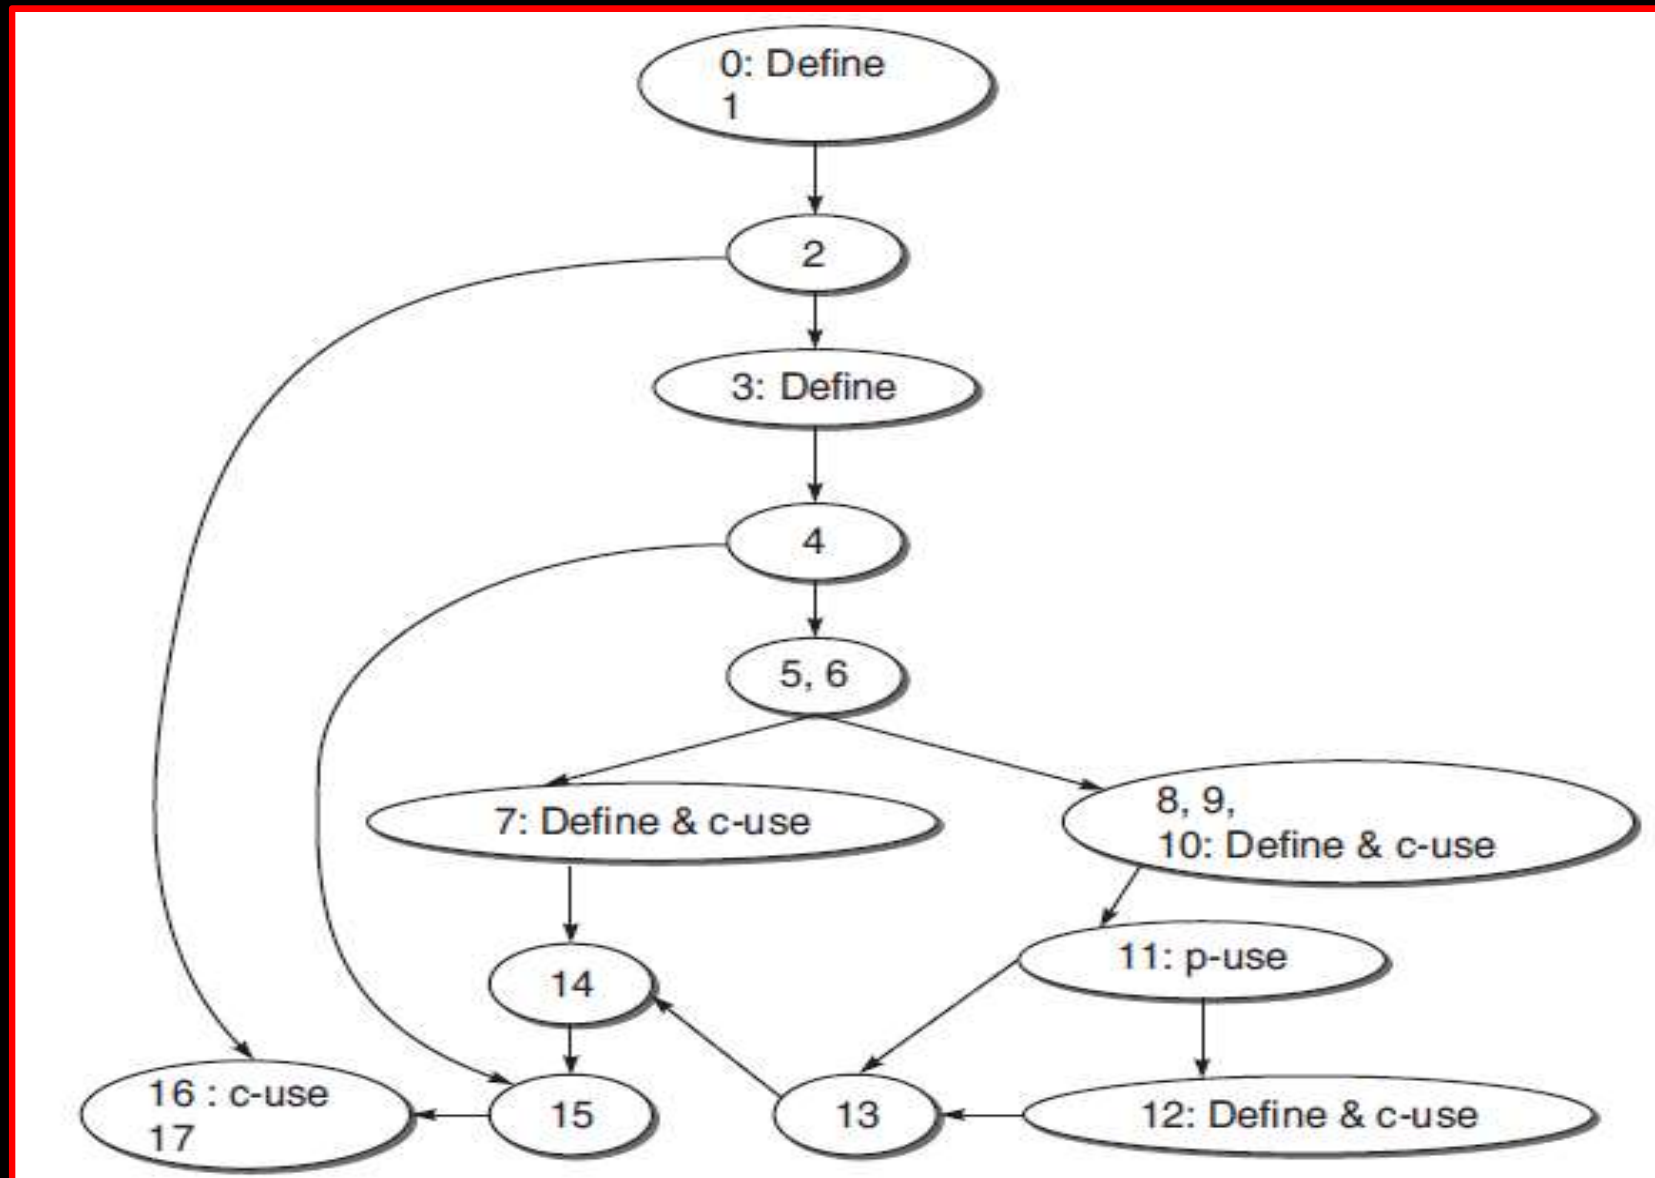 0: Define
1
2
3: Define
4
5, 6
7: Define & c-use
8, 9,
10: Define & c-use
11: p-use
14
16 : c-use
17
15
13
12: Define & c-use